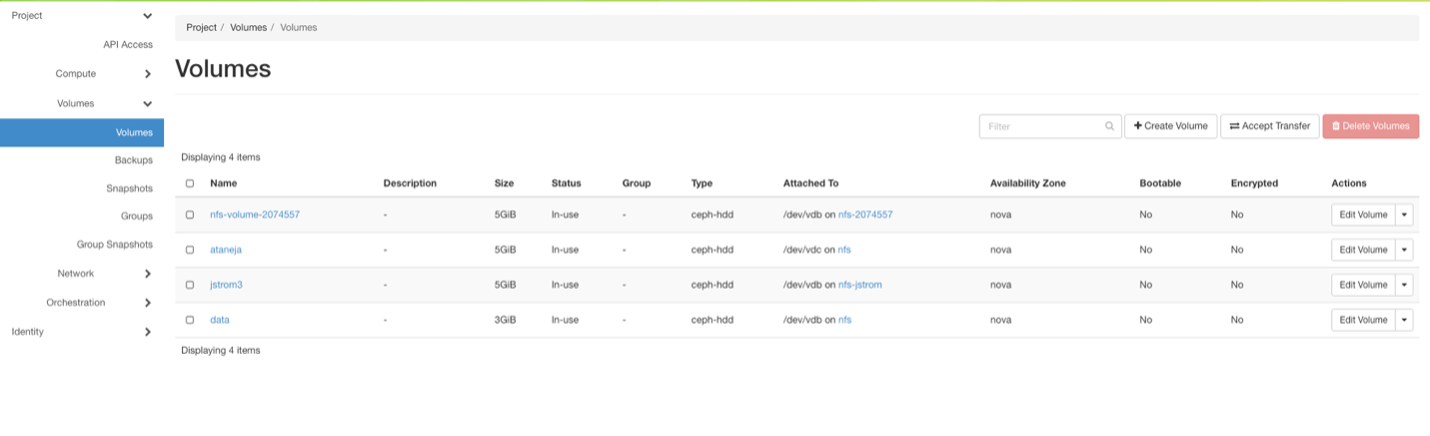 Project
API Access
Compute
Volumes
Volumes
Backups
Snapshots
Groups
Group Snapshots
Network
Orchestration
Identity
Project / Volumes / Volumes
Volumes
Filter Create Volume Accept Transfer Delete Volumes
Displaying 4 items
Name Description Size Status Group Type Attached To Availability Zone Bootable Encrypted Actions
nfs-volume-2074557 - 5GiB In-use - ceph-hdd /dev/vdb on nfs-2074557 nova No No Edit Volume
ataneja - 5GiB In-use - ceph-hdd /dev/vdc on nfs nova No No Edit Volume
jstrom3 - 5GiB In-use - ceph-hdd /dev/vdb on nfs-jstrom nova No No Edit Volume
data - 3GiB In-use - ceph-hdd /dev/vdb on nfs nova No No Edit Volume
Displaying 4 items